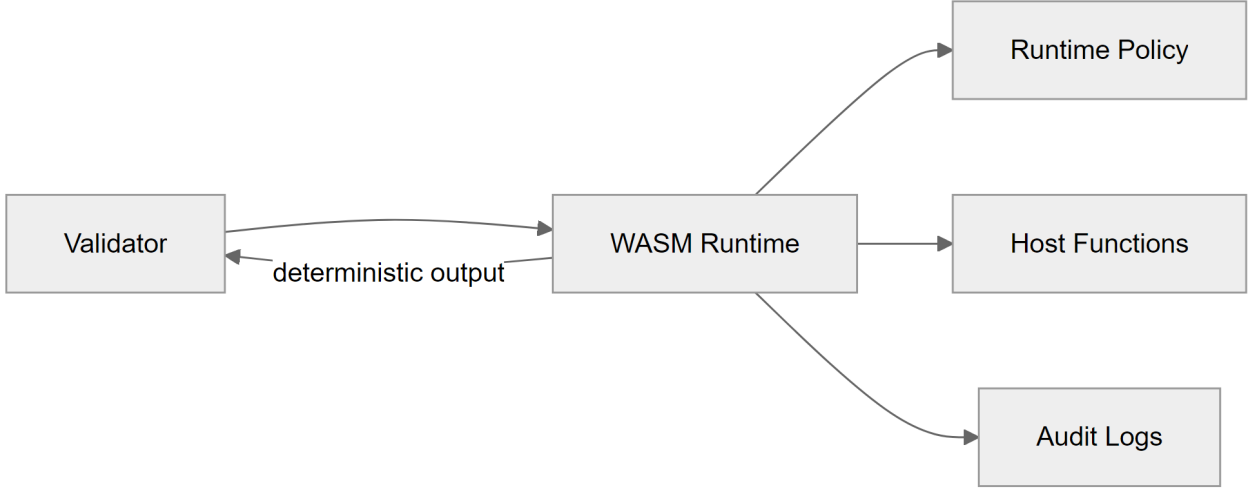 Runtime Policy
Validator
WASM Runtime
Host Functions
deterministic output
Audit Logs